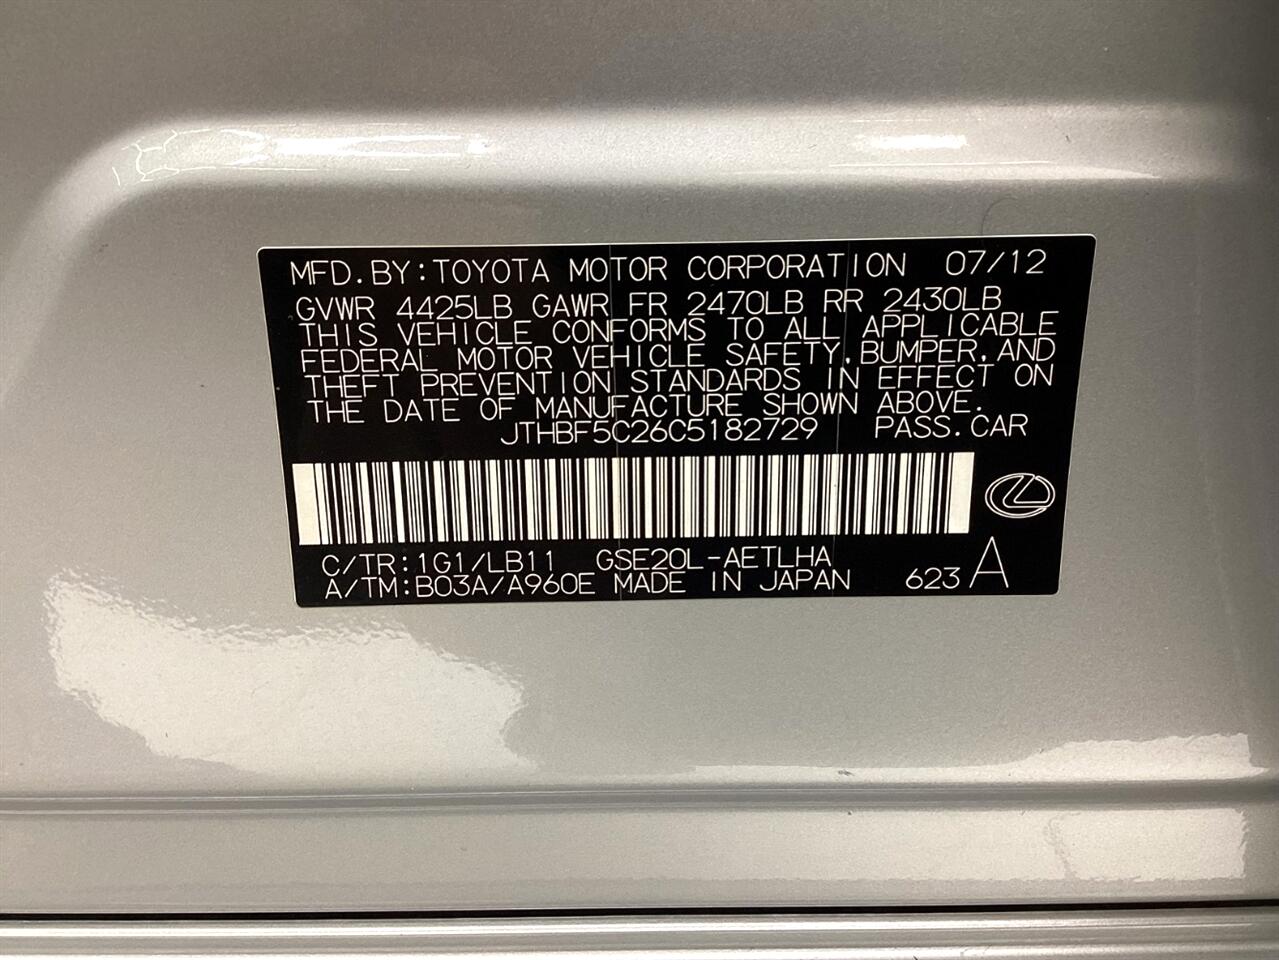 MFD.BY:TOYOTA MOTOR CORPORATION 07/12
GVWR 4425LB GAWR FR 2470LB RR 2430LB
THIS VEHICLE CONFORMS TO ALL APPLICABLE
FEDERAL MOTOR VEHICLE SAFETY,BUMPER,AND
THEFT PREVENTION STANDARDS IN EFFECT ON
THE DATE OF MANUFACTURE SHOWN ABOVE.
JTHBF5C26C5182729 PASS.CAR
C/TR:1G1/LB11 GSE20L-AETLHA
A/TM:B03A/A960E MADE IN JAPAN 623 A